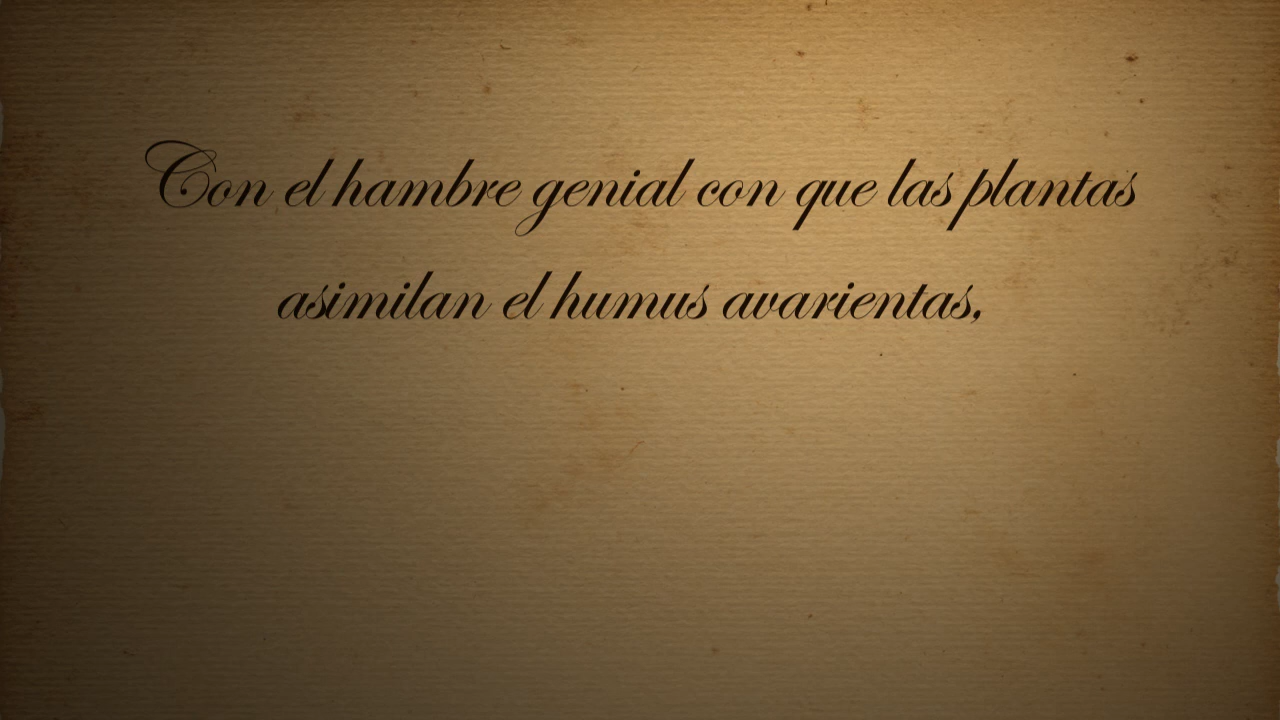 Con el hambre genial con que las plantas
asimilan el humus avarientas,